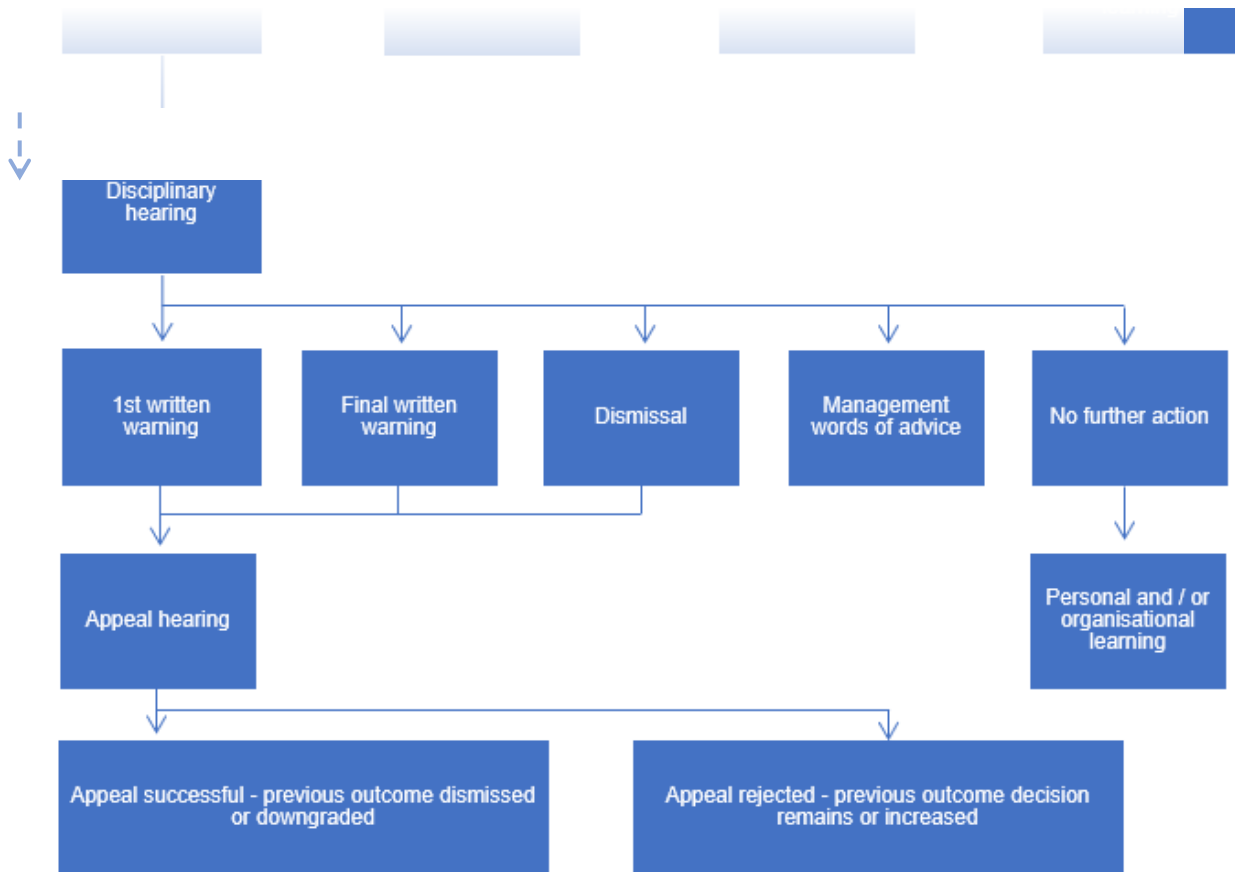 Disciplinary
hearing
1st written
warning
Final written
warning
Dismissal
Management
words of advice
No further action
Appeal hearing
Personal and / or
organisational
learning
Appeal successful - previous outcome dismissed
or downgraded
Appeal rejected - previous outcome decision
remains or increased